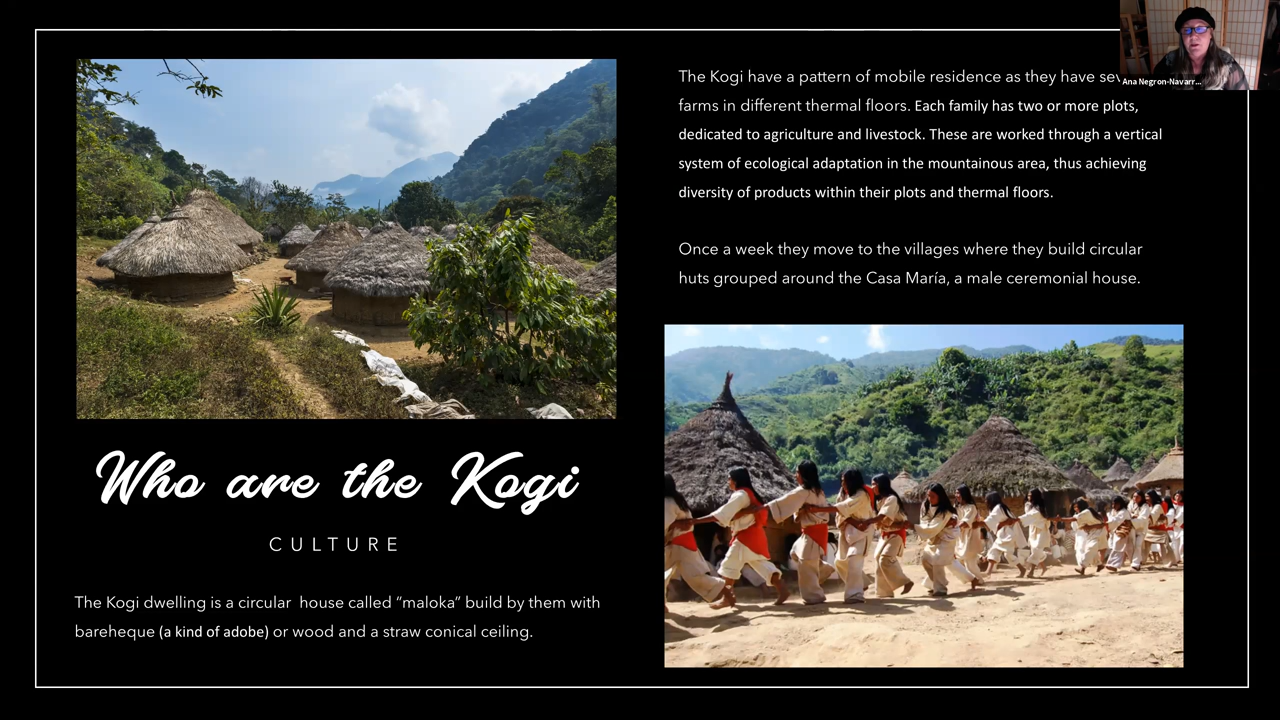 Who are the Kogi
CULTURE
The Kogi dwelling is a circular house called “maloka” build by them with
bareheque (a kind of adobe) or wood and a straw conical ceiling.
The Kogi have a pattern of mobile residence as they have
farms in different thermal floors. Each family has two or more plots,
dedicated to agriculture and livestock. These are worked through a vertical
system of ecological adaptation in the mountainous area, thus achieving
diversity of products within their plots and thermal floors.
Once a week they move to the villages where they build circular
huts grouped around the Casa María, a male ceremonial house.
Ana Negron-Navarr...